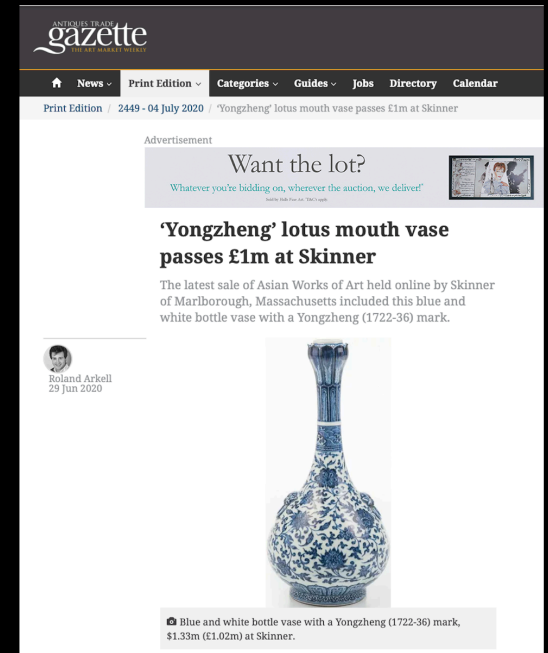 ANTIQUES TRADE
gazette
THE ART MARKET WEEKLY
News
Print Edition
Categories
Guides
Jobs
Directory
Calendar
Print Edition / 2449 - 04 July 2020 / ‘Yongzheng’ lotus mouth vase passes £1m at Skinner
Advertisement
Want the lot?
Whatever you're bidding on, wherever the auction, we deliver!*
‘Yongzheng’ lotus mouth vase
passes £1m at Skinner
The latest sale of Asian Works of Art held online by Skinner
of Marlborough, Massachusetts included this blue and
white bottle vase with a Yongzheng (1722-36) mark.
Roland Arkell
29 Jun 2020
Blue and white bottle vase with a Yongzheng (1722-36) mark,
$1.33m (£1.02m) at Skinner.